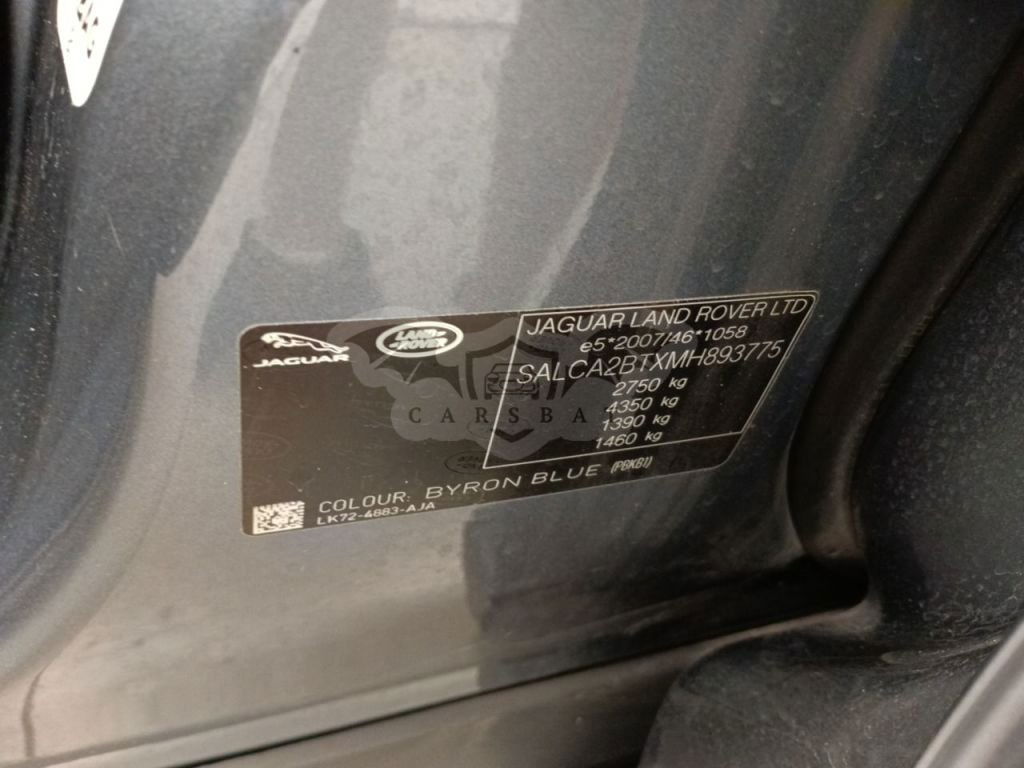 JAGUAR
LAND-
-ROVER
JAGUAR LAND ROVER LTD
e5*2007/46*1058
SALCA2BTXMH893775
2750 kg
4350 kg
1390 kg
1460 kg
CARSBA
COLOUR: BYRON BLUE (PBKB1)
LK72-4883-AJA